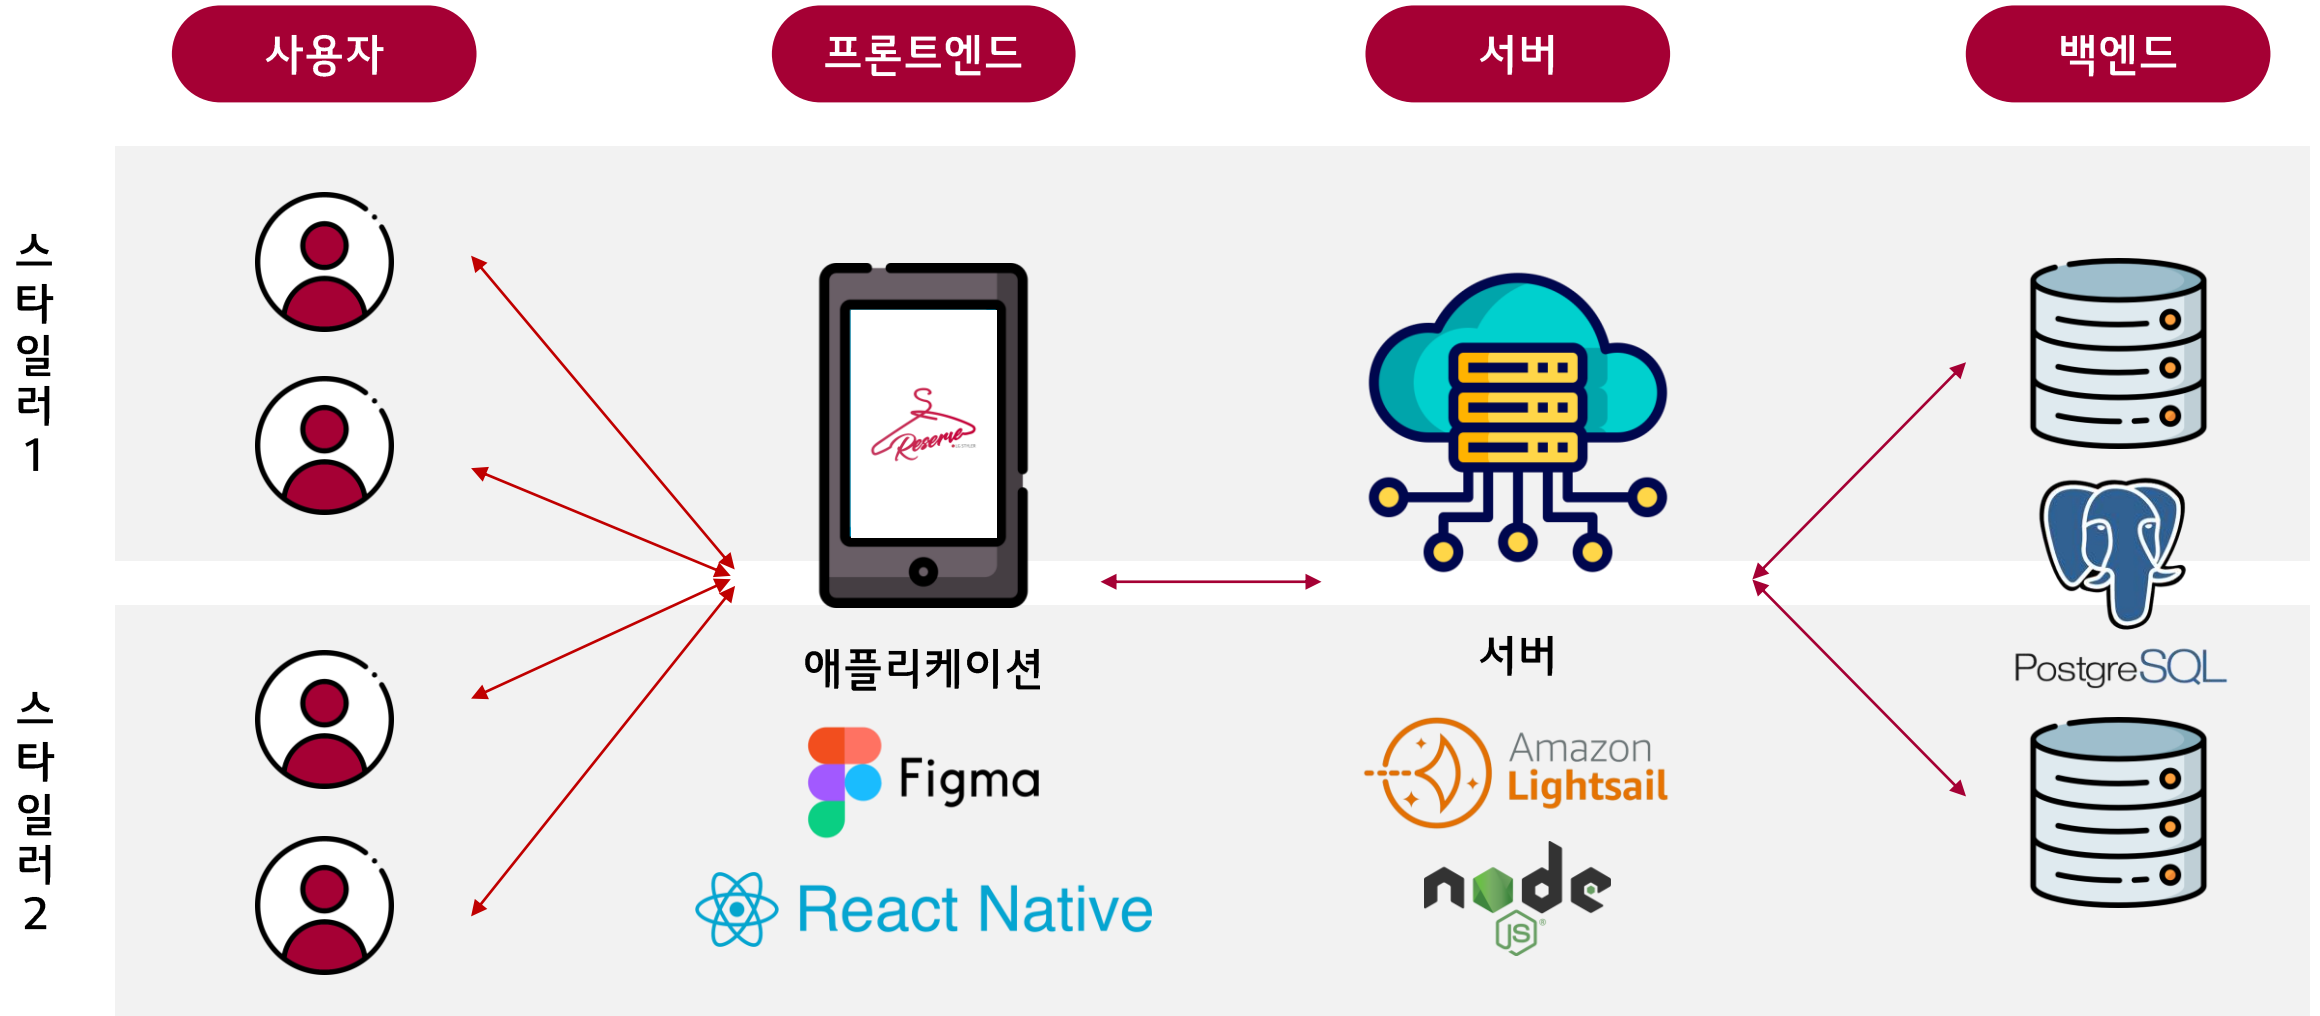 사용자
프론트엔드
서버
백엔드
스타일러1
Reserme
애플리케이션
서버
PostgreSQL
스타일러2
Figma
Amazon
Lightsail
React Native
node
JS